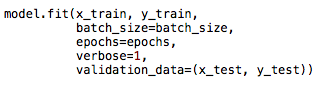 model.fit(x_train, y_train,
          batch_size=batch_size,
          epochs=epochs,
          verbose=1,
          validation_data=(x_test, y_test))